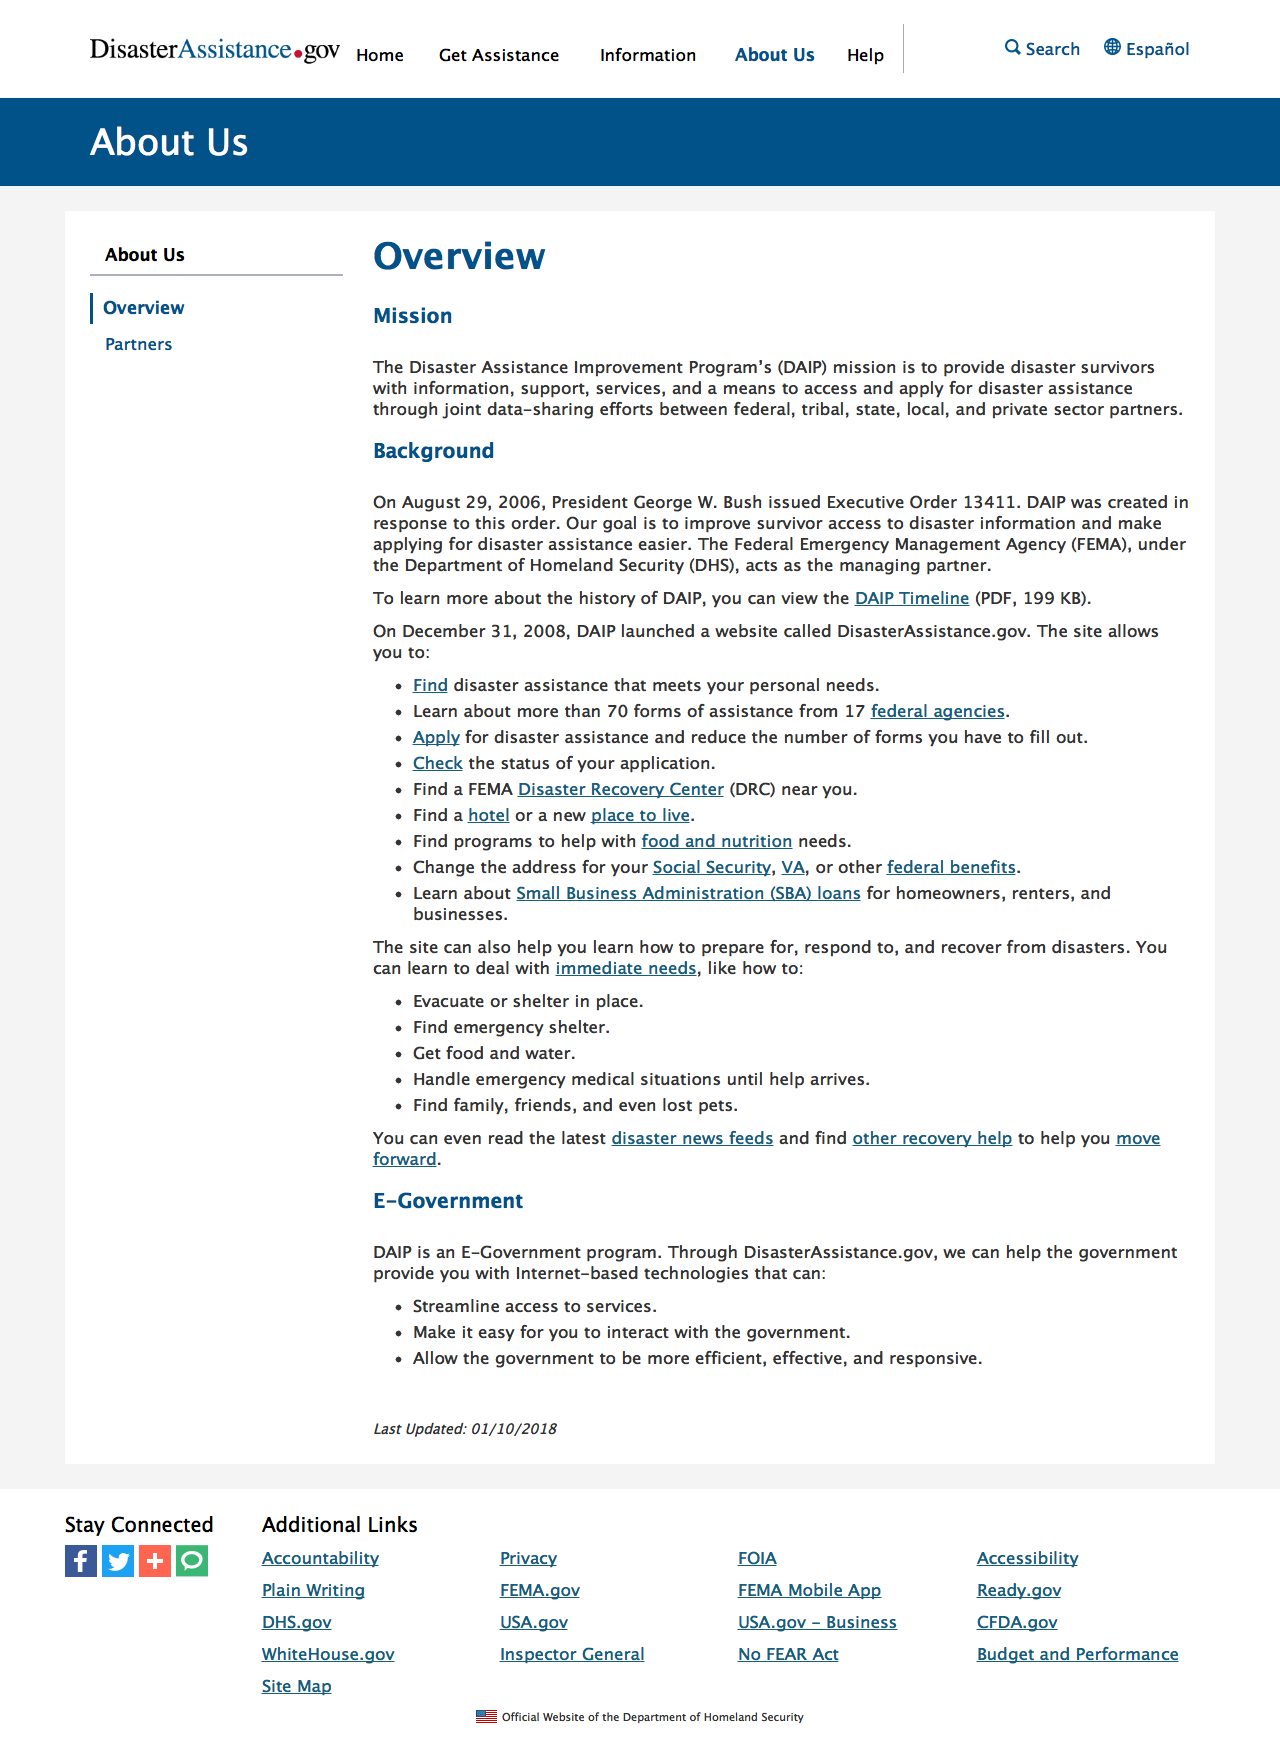 DisasterAssistance.gov Home Get Assistance Information About Us Help Search Español
About Us
About Us
Overview
Partners
Overview
Mission
The Disaster Assistance Improvement Program’s (DAIP) mission is to provide disaster survivors
with information, support, services, and a means to access and apply for disaster assistance
through joint data-sharing efforts between federal, tribal, state, local, and private sector partners.
Background
On August 29, 2006, President George W. Bush issued Executive Order 13411. DAIP was created in
response to this order. Our goal is to improve survivor access to disaster information and make
applying for disaster assistance easier. The Federal Emergency Management Agency (FEMA), under
the Department of Homeland Security (DHS), acts as the managing partner.
To learn more about the history of DAIP, you can view the DAIP Timeline (PDF, 199 KB).
On December 31, 2008, DAIP launched a website called DisasterAssistance.gov. The site allows
you to:
• Find disaster assistance that meets your personal needs.
• Learn about more than 70 forms of assistance from 17 federal agencies.
• Apply for disaster assistance and reduce the number of forms you have to fill out.
• Check the status of your application.
• Find a FEMA Disaster Recovery Center (DRC) near you.
• Find a hotel or a new place to live.
• Find programs to help with food and nutrition needs.
• Change the address for your Social Security, VA, or other federal benefits.
• Learn about Small Business Administration (SBA) loans for homeowners, renters, and
businesses.
The site can also help you learn how to prepare for, respond to, and recover from disasters. You
can learn to deal with immediate needs, like how to:
• Evacuate or shelter in place.
• Find emergency shelter.
• Get food and water.
• Handle emergency medical situations until help arrives.
• Find family, friends, and even lost pets.
You can even read the latest disaster news feeds and find other recovery help to help you move
forward.
E-Government
DAIP is an E-Government program. Through DisasterAssistance.gov, we can help the government
provide you with Internet-based technologies that can:
• Streamline access to services.
• Make it easy for you to interact with the government.
• Allow the government to be more efficient, effective, and responsive.
Last Updated: 01/10/2018
Stay Connected
Additional Links
Accountability Privacy FOIA Accessibility
Plain Writing FEMA.gov FEMA Mobile App Ready.gov
DHS.gov USA.gov USA.gov - Business CFDA.gov
WhiteHouse.gov Inspector General No FEAR Act Budget and Performance
Site Map
Official Website of the Department of Homeland Security